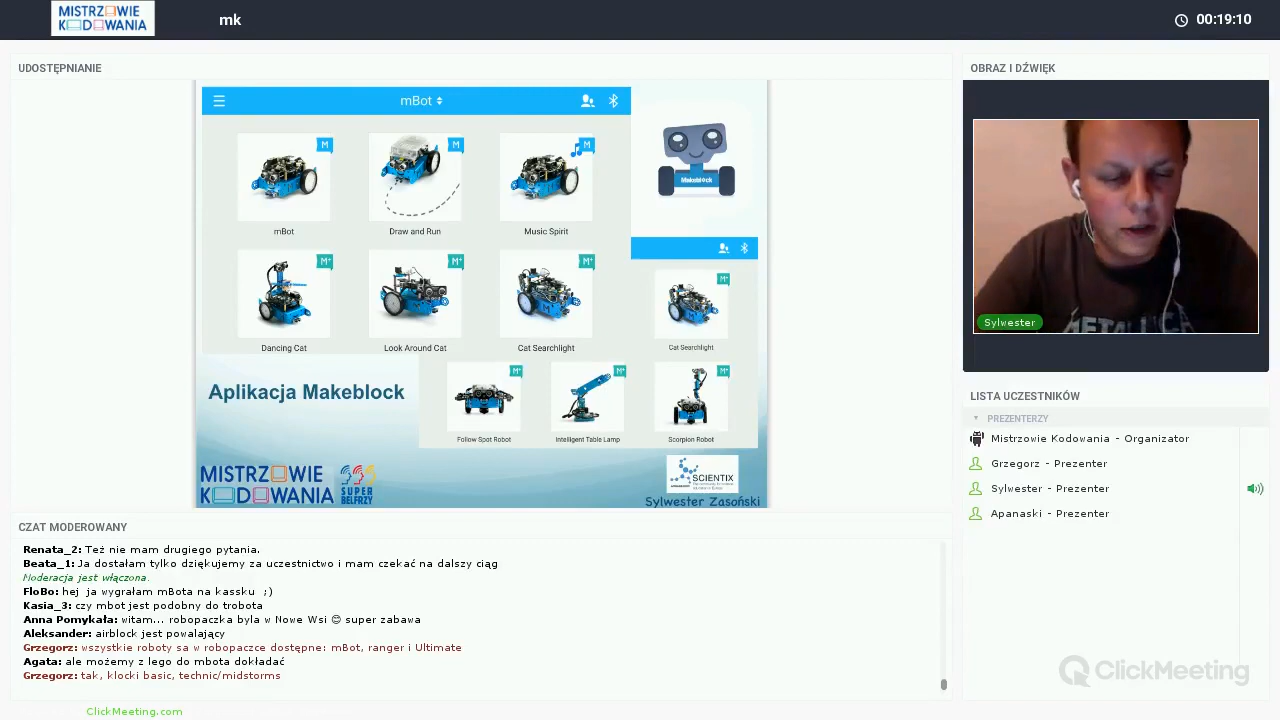 MISTRZOWIE
KODOWANIA
mk
00:19:10
UDOSTĘPNIANIE
mBot
M
M
M
mBot
Draw and Run
Music Spirit
M+
M+
M+
Dancing Cat
Look Around Cat
Cat Searchlight
Makeblock
M+
Cat Searchlight
Aplikacja Makeblock
M+
M+
M+
Follow Spot Robot
Intelligent Table Lamp
Scorpion Robot
MISTRZOWIE
KODOWANIA
SUPER
BELFRZY
SCIENTIX
Sylwester Zasoński
OBRAZ I DŹWIĘK
METALLICA
Sylwester
LISTA UCZESTNIKÓW
PREZENTERZY
Mistrzowie Kodowania - Organizator
Grzegorz - Prezenter
Sylwester - Prezenter
Apanaski - Prezenter
CZAT MODEROWANY
Renata_2: Też nie mam drugiego pytania.
Beata_1: Ja dostałam tylko dziękujemy za uczestnictwo i mam czekać na dalszy ciąg
Moderacja jest włączona.
FloBo: hej ja wygrałam mBota na kassku ;)
Kasia_3: czy mbot jest podobny do trobota
Anna Pomykała: witam... robopaczka byla w Nowe Wsi 😊 super zabawa
Aleksander: airblock jest powalający
Grzegorz: wszystkie roboty sa w robopaczce dostępne: mBot, ranger i Ultimate
Agata: ale możemy z lego do mbota dokładać
Grzegorz: tak, klocki basic, technic/midstorms
ClickMeeting
ClickMeeting.com